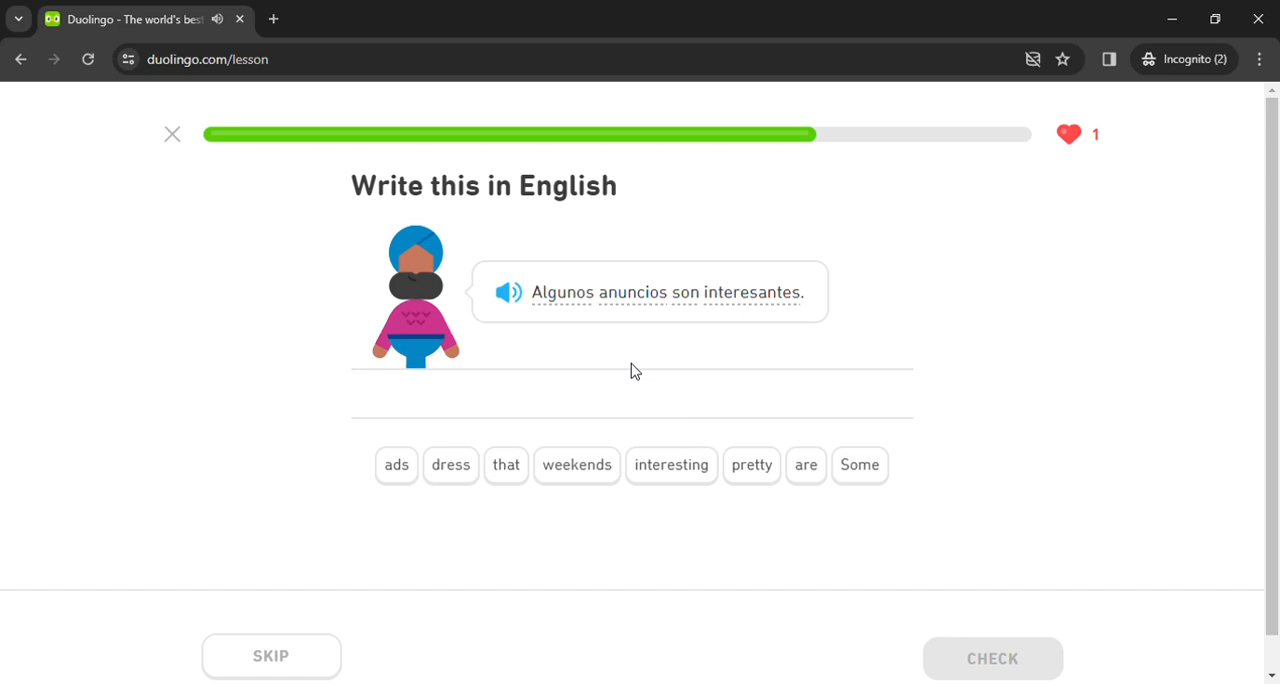 Duolingo - The world's bes
duolingo.com/lesson
Incognito (2)
1
Write this in English
Algunos anuncios son interesantes.
ads dress that weekends interesting pretty are Some
SKIP CHECK